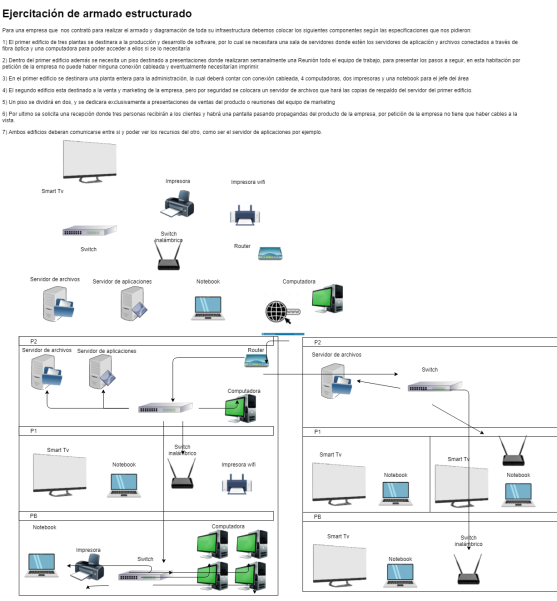 Ejercitación de armado estructurado
Para una empresa que nos contrató para realizar el armado y diagramación de toda su infraestructura debemos colocar los siguientes componentes según las especificaciones que nos pidieron:
1) El primer edificio de tres plantas se destinara a la producción y desarrollo de software, por lo cual se necesitara una sala de servidores donde estén los servidores de aplicación y archivos conectados a través de
fibra óptica y una computadora para poder acceder a ellos si se lo necesitaría
2) Dentro del primer edificio además se necesita un piso destinado a presentaciones donde realizaran semanalmente una Reunión todo el equipo de trabajo, para presentar los pasos a seguir, en esta habitación por
petición de la empresa no puede haber ninguna conexión cableada y eventualmente necesitarían imprimir.
3) En el primer edificio se destinara una planta entera para la administración, la cual deberá contar con conexión cableada, 4 computadoras, dos impresoras y una notebook para el jefe del área
4) El segundo edificio esta destinado a la venta y marketing de la empresa, pero por seguridad se colocara un servidor de archivos que hará las copias de respaldo del servidor del primer edificio.
5) Un piso se dividirá en dos, y se dedicara exclusivamente a presentaciones de ventas del producto o reuniones del equipo de marketing
6) Por ultimo se solicita una recepción donde tres personas recibirán a los clientes y habrá una pantalla pasando propagandas del producto de la empresa, por petición de la empresa no tiene que haber cables a la
vista.
7) Ambos edificios deberan comunicarse entre si y poder ver los recursos del otro, como ser el servidor de aplicaciones por ejemplo
Smart Tv
Impresora
Impresora wifi
Switch
Switch
inalámbrica
Router
Servidor de archivos
Servidor de aplicaciones
Notebook
Computadora
P2
Servidor de archivos
Servidor de aplicaciones
Router
Computadora
P1
Smart Tv
Notebook
Switch
inalámbrico
Impresora wifi
PB
Notebook
Impresora
Switch
Computadora
P2
Servidor de archivos
Switch
P1
Smart Tv
Notebook
Smart Tv
Notebook
PB
Smart Tv
Notebook
Switch
inalámbrico